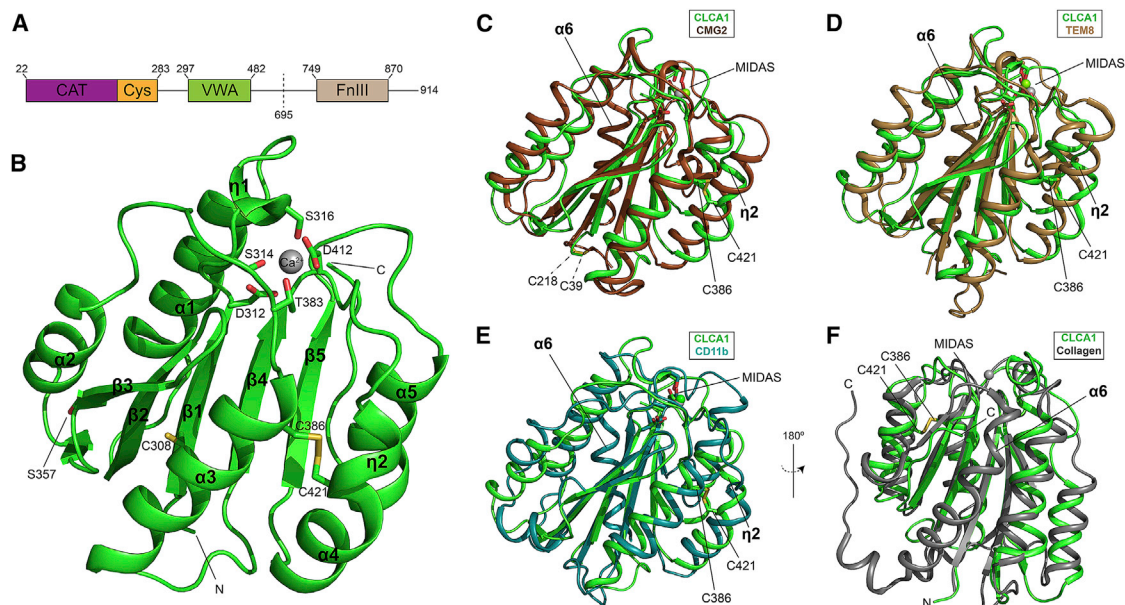 A
22
283
297
482
749
870
CAT
Cys
VWA
FnIII
914
695
B
η1
S316
S314
D412
Ca2+
C
D312
T383
α1
α2
β3
β2
β1
β4
β5
α5
C308
C386
S357
α3
η2
C421
α4
N
C
CLCA1
CMG2
α6
MIDAS
η2
C218
C39
C421
C386
D
CLCA1
TEM8
α6
MIDAS
η2
C421
C386
E
CLCA1
CD11b
α6
MIDAS
η2
C421
C386
180º
F
CLCA1
Collagen
C386
MIDAS
C421
C
C
α6
N